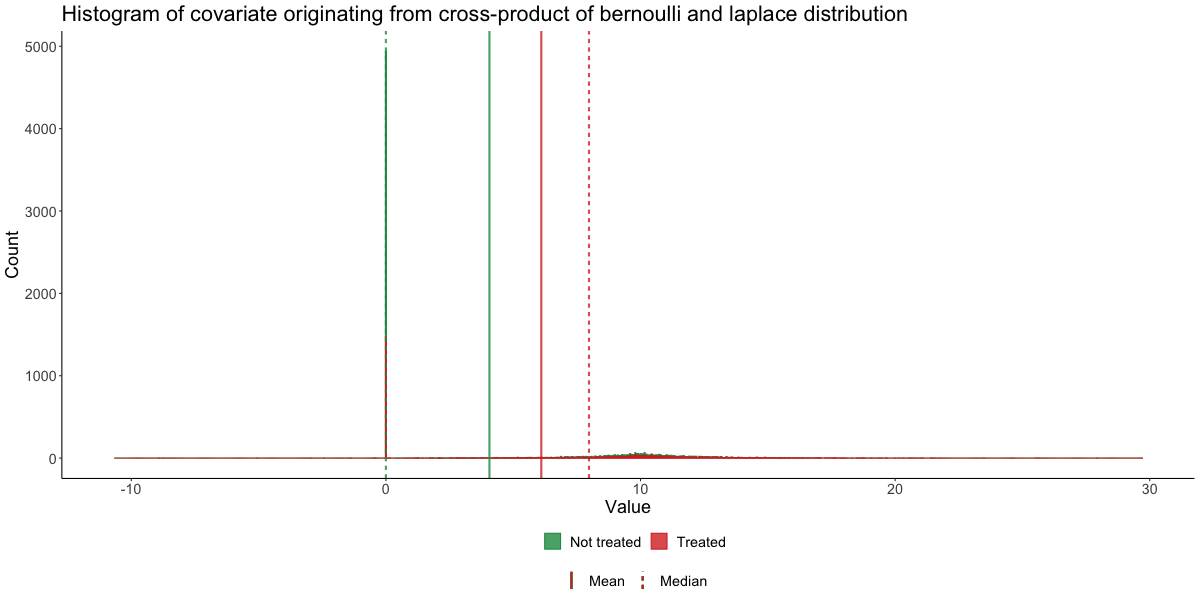 Histogram of covariate originating from cross-product of bernoulli and laplace distribution
5000
4000
3000
2000
1000
0
Count
-10 0 10 20 30
Value
Not treated Treated
Mean Median